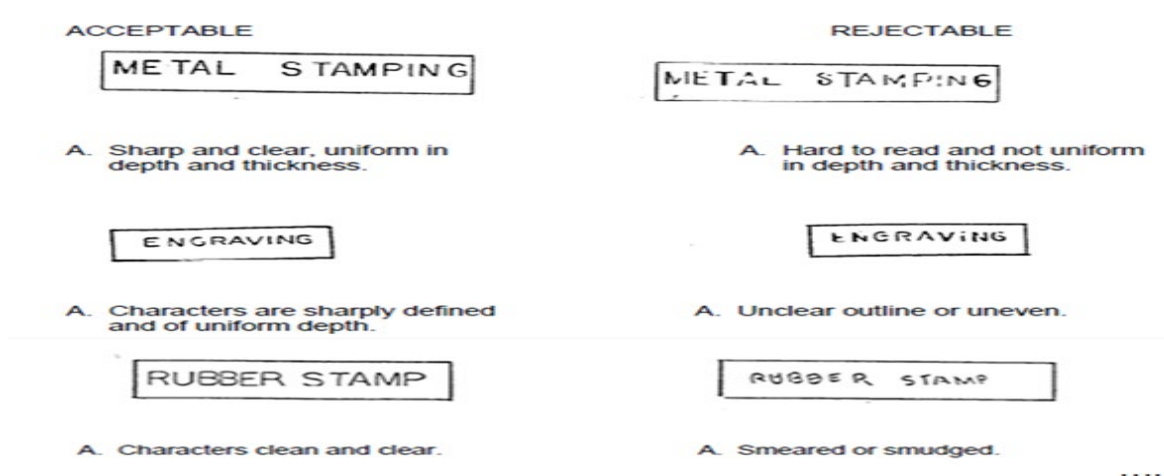 ACCEPTABLE
REJECTABLE
METAL STAMPING
METAL STAMPING
A. Sharp and clear, uniform in
depth and thickness.
A. Hard to read and not uniform
in depth and thickness.
ENGRAVING
ENGRAVING
A. Characters are sharply defined
and of uniform depth.
A. Unclear outline or uneven.
RUBBER STAMP
RUBBER STAMP
A. Characters clean and clear.
A. Smeared or smudged.